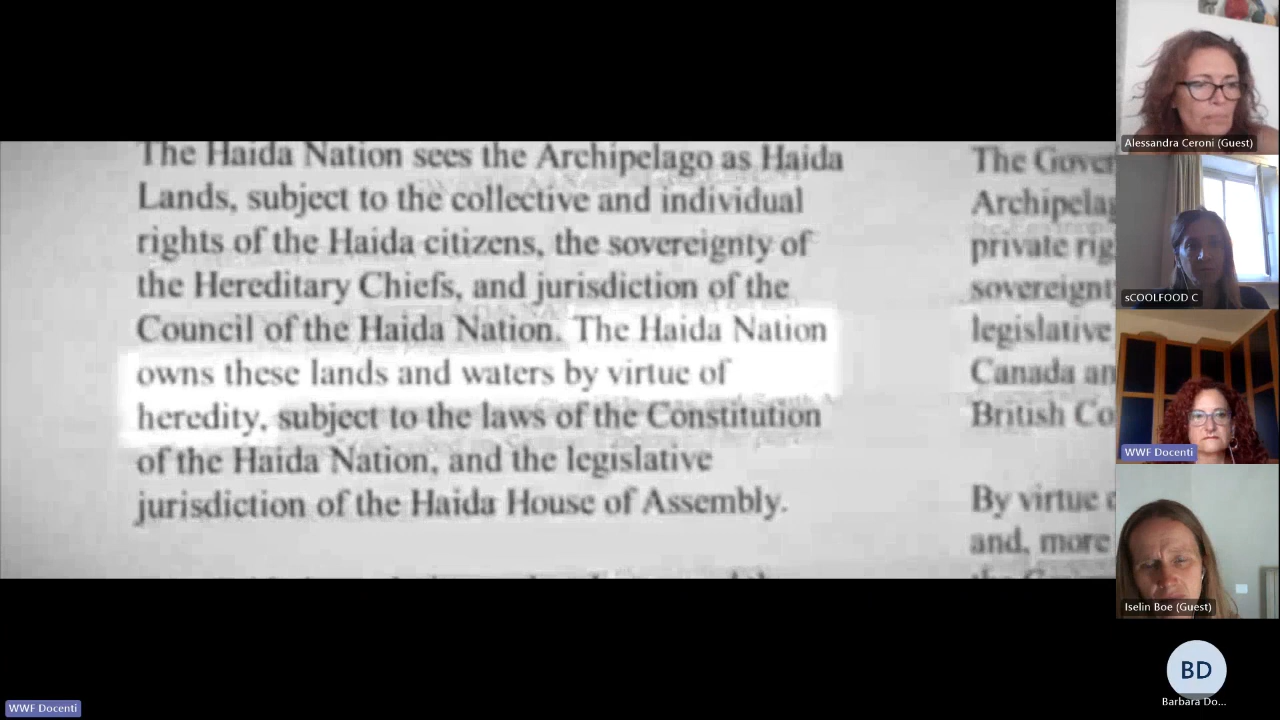 The Haida Nation sees the Archipelago as Haida
Lands, subject to the collective and individual
rights of the Haida citizens, the sovereignty of
the Hereditary Chiefs, and jurisdiction of the
Council of the Haida Nation. The Haida Nation
owns these lands and waters by virtue of
heredity, subject to the laws of the Constitution
of the Haida Nation, and the legislative
jurisdiction of the Haida House of Assembly.
The Gover
Archipelag
private rig
sovereignt
legislative
Canada an
British Co
By virtue
and, more
Alessandra Ceroni (Guest)
sCOOLFOOD C
WWF Docenti
Iselin Boe (Guest)
BD
Barbara Do...
WWF Docenti